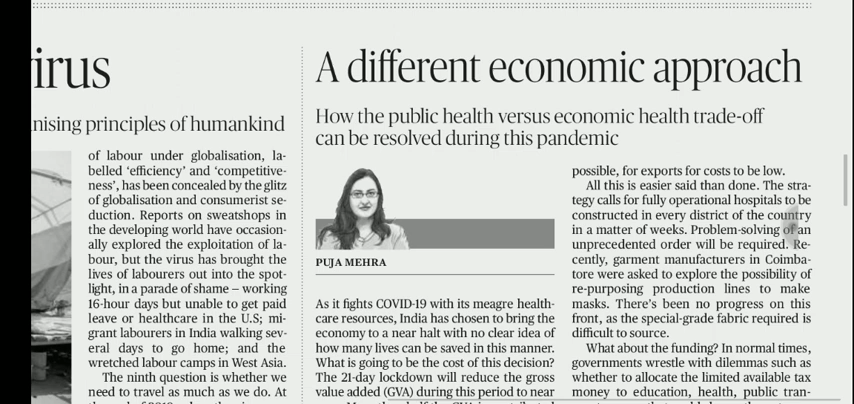 irus
nising principles of humankind
of labour under globalisation, la-
belled ‘efficiency’ and ‘competitive-
ness’, has been concealed by the glitz
of globalisation and consumerist se-
duction. Reports on sweatshops in
the developing world have occasion-
ally explored the exploitation of la-
bour, but the virus has brought the
lives of labourers out into the spot-
light, in a parade of shame – working
16-hour days but unable to get paid
leave or healthcare in the U.S; mi-
grant labourers in India walking sev-
eral days to go home; and the
wretched labour camps in West Asia.
The ninth question is whether we
need to travel as much as we do. At
A different economic approach
How the public health versus economic health trade-off
can be resolved during this pandemic
PUJA MEHRA
As it fights COVID-19 with its meagre health-
care resources, India has chosen to bring the
economy to a near halt with no clear idea of
how many lives can be saved in this manner.
What is going to be the cost of this decision?
The 21-day lockdown will reduce the gross
value added (GVA) during this period to near
possible, for exports for costs to be low.
All this is easier said than done. The stra-
tegy calls for fully operational hospitals to be
constructed in every district of the country
in a matter of weeks. Problem-solving of an
unprecedented order will be required. Re-
cently, garment manufacturers in Coimba-
tore were asked to explore the possibility of
re-purposing production lines to make
masks. There’s been no progress on this
front, as the special-grade fabric required is
difficult to source.
What about the funding? In normal times,
governments wrestle with dilemmas such as
whether to allocate the limited available tax
money to education, health, public tran-